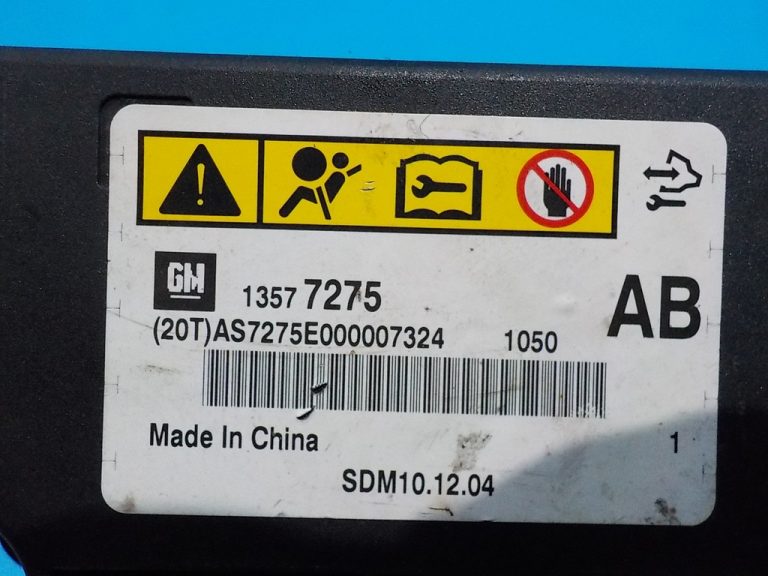 GM 1357 7275 AB
(20T)AS7275E000007324 1050
Made In China 1
SDM10.12.04